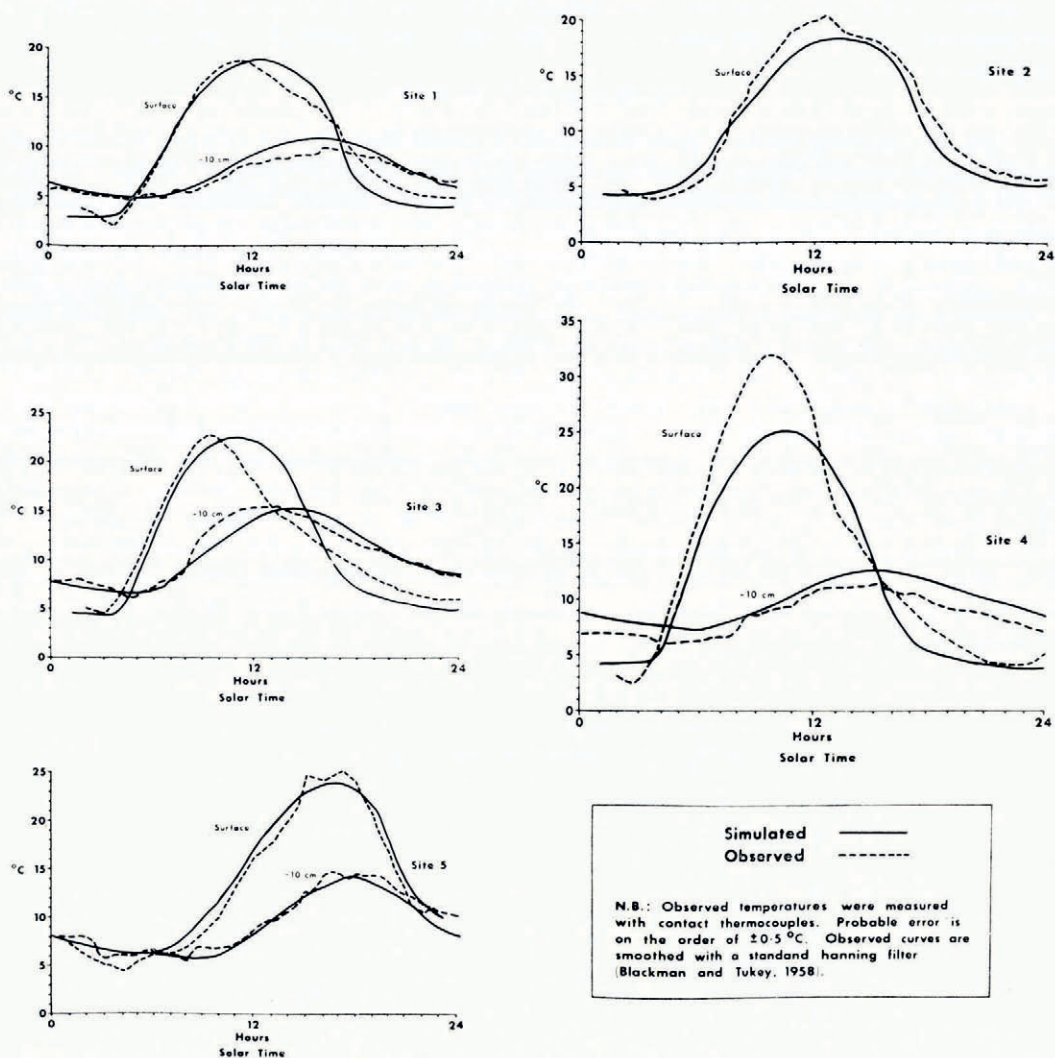 20
°C 15
10
5
0
Surface
-10 cm
Site 1
0 12 24
Hours
Solar Time
20
15
°C
10
5
0
Surface
Site 2
0 12 24
Hours
Solar Time
25
20
°C 15
10
5
0
Surface
-10 cm
Site 3
0 12 24
Hours
Solar Time
35
30
25
°C
20
15
10
5
0
Surface
-10 cm
Site 4
0 12 24
Hours
Solar Time
25
20
°C 15
10
5
0
Surface
-10 cm
Site 5
0 12 24
Hours
Solar Time
Simulated
Observed
N.B.: Observed temperatures were measured
with contact thermocouples. Probable error is
on the order of ±0·5 °C. Observed curves are
smoothed with a standand hanning filter
(Blackman and Tukey, 1958).